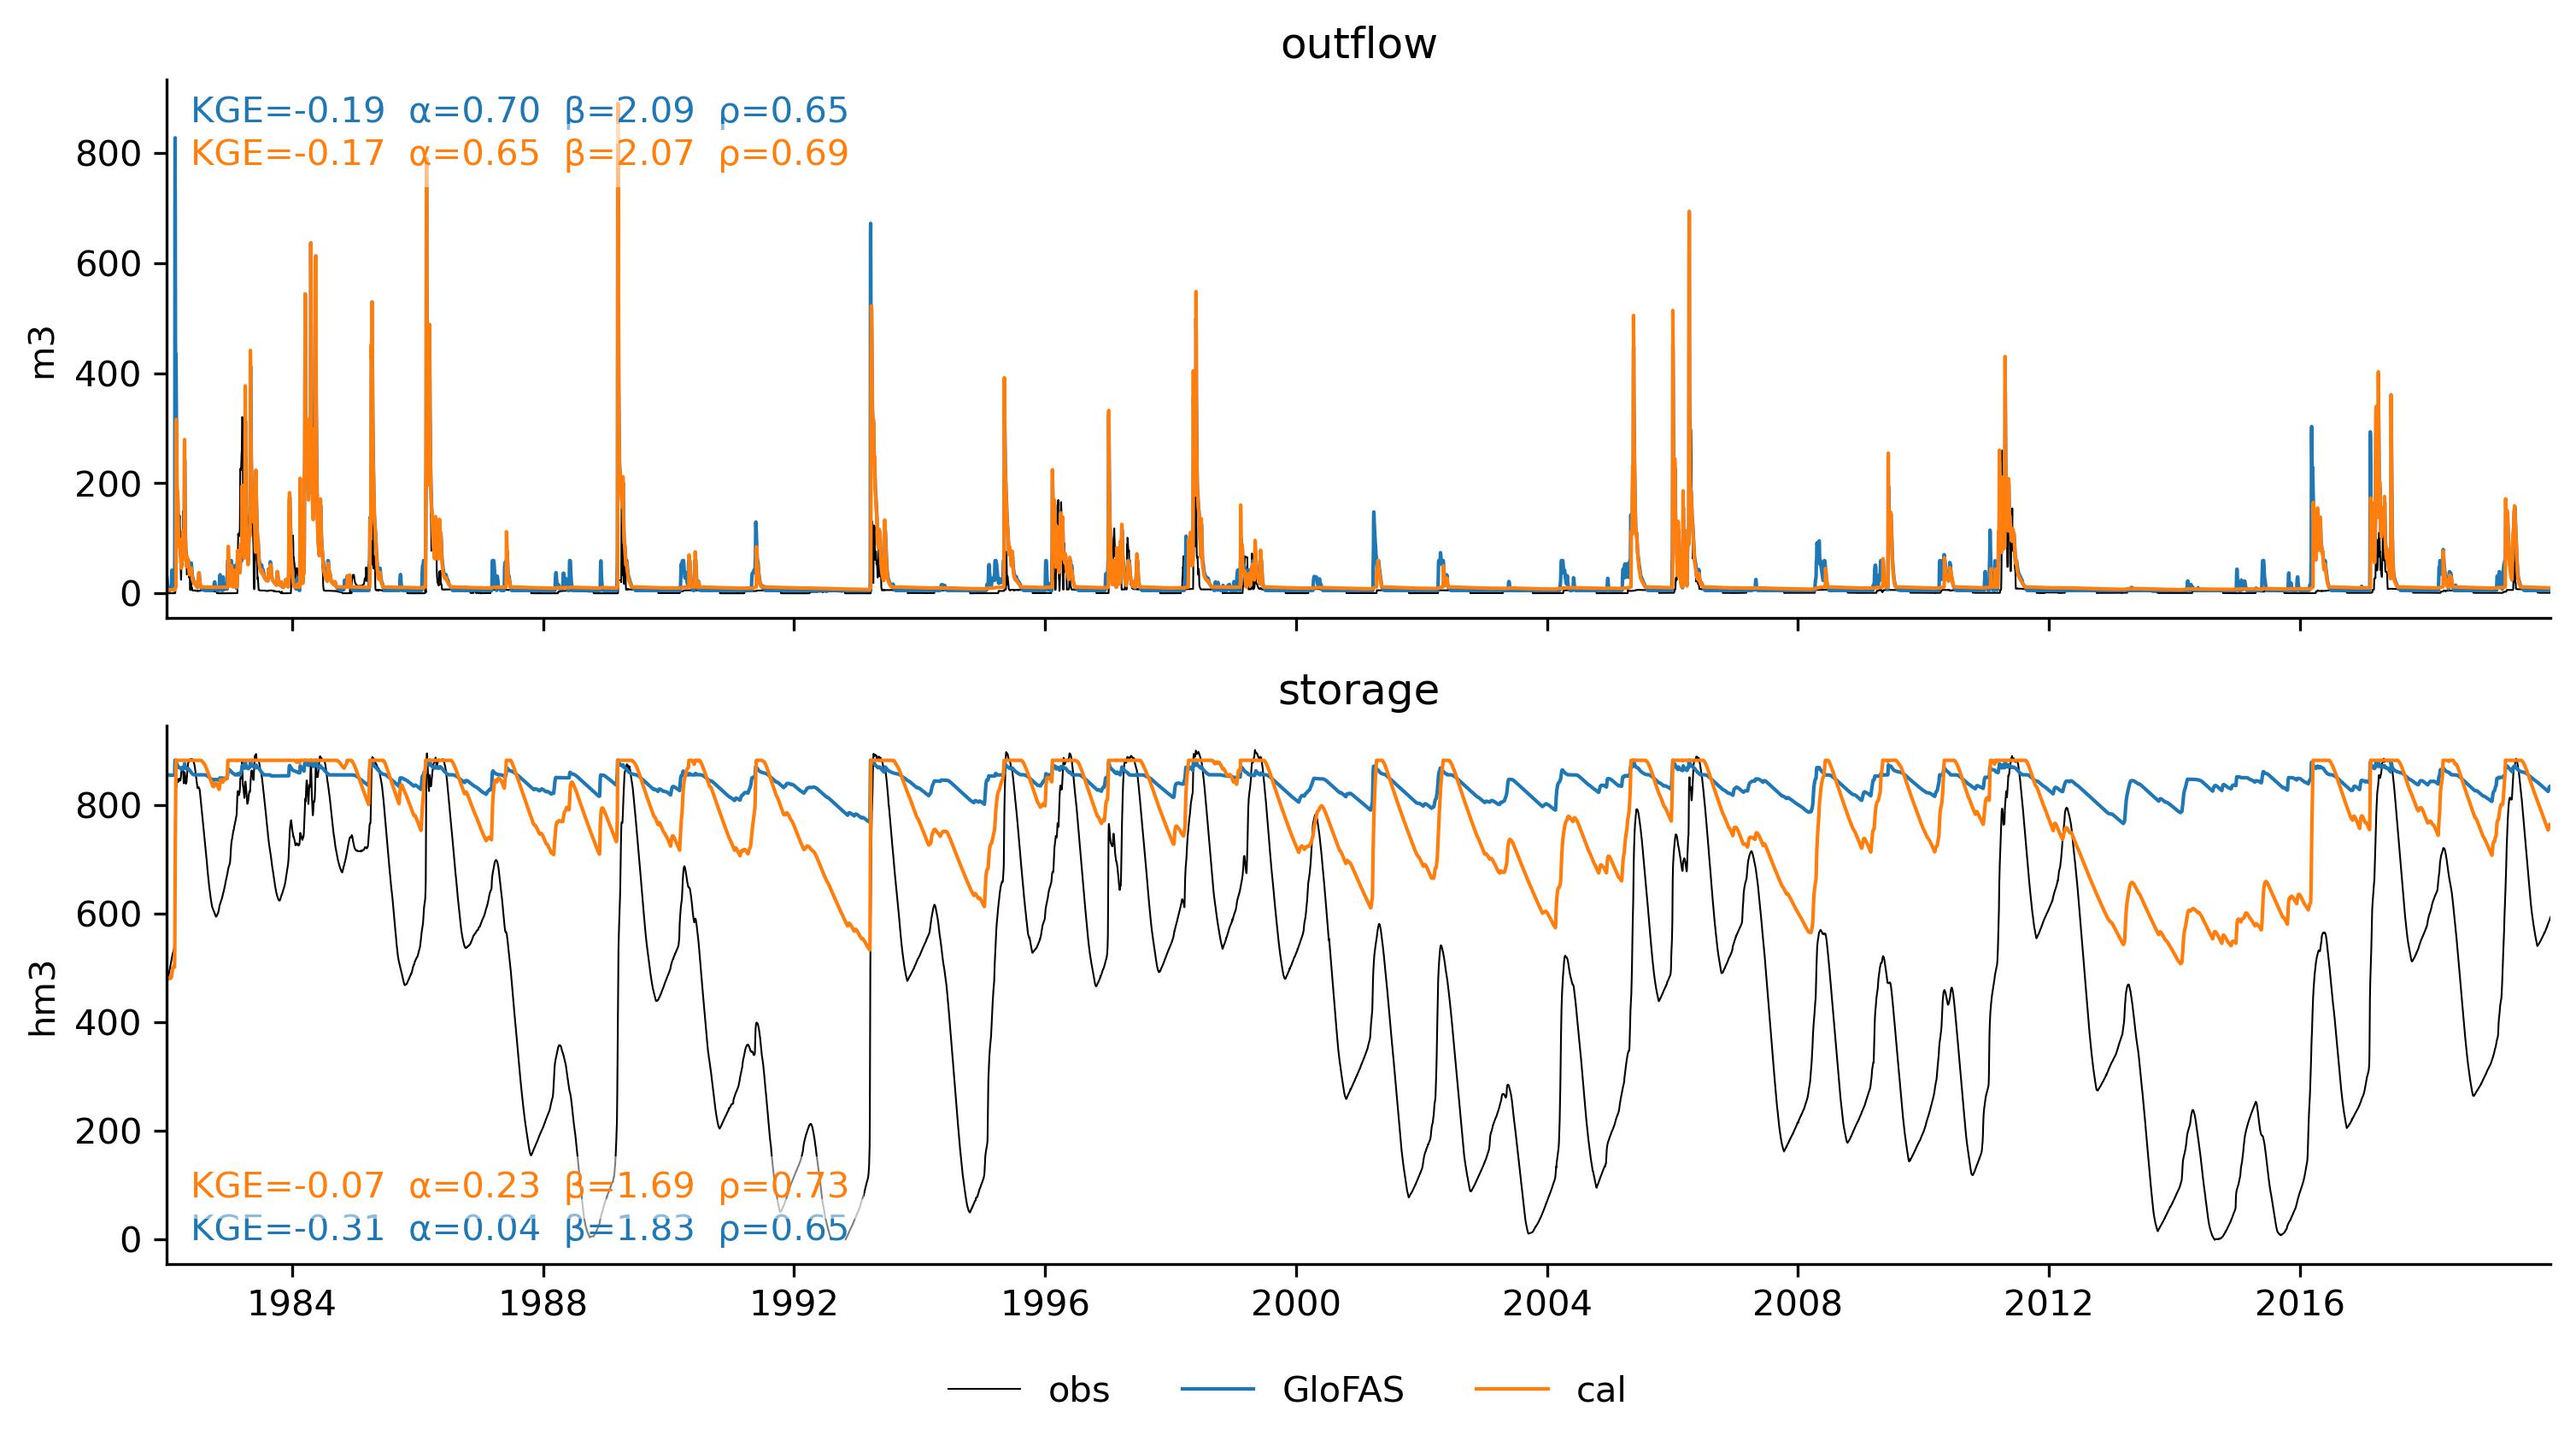 outflow
KGE=-0.19 α=0.70 β=2.09 ρ=0.65
KGE=-0.17 α=0.65 β=2.07 ρ=0.69
800
600
400
200
0
m3
storage
800
600
400
200
0
hm3
KGE=-0.07 α=0.23 β=1.69 ρ=0.73
KGE=-0.31 α=0.04 β=1.83 ρ=0.65
1984 1988 1992 1996 2000 2004 2008 2012 2016
obs GloFAS cal